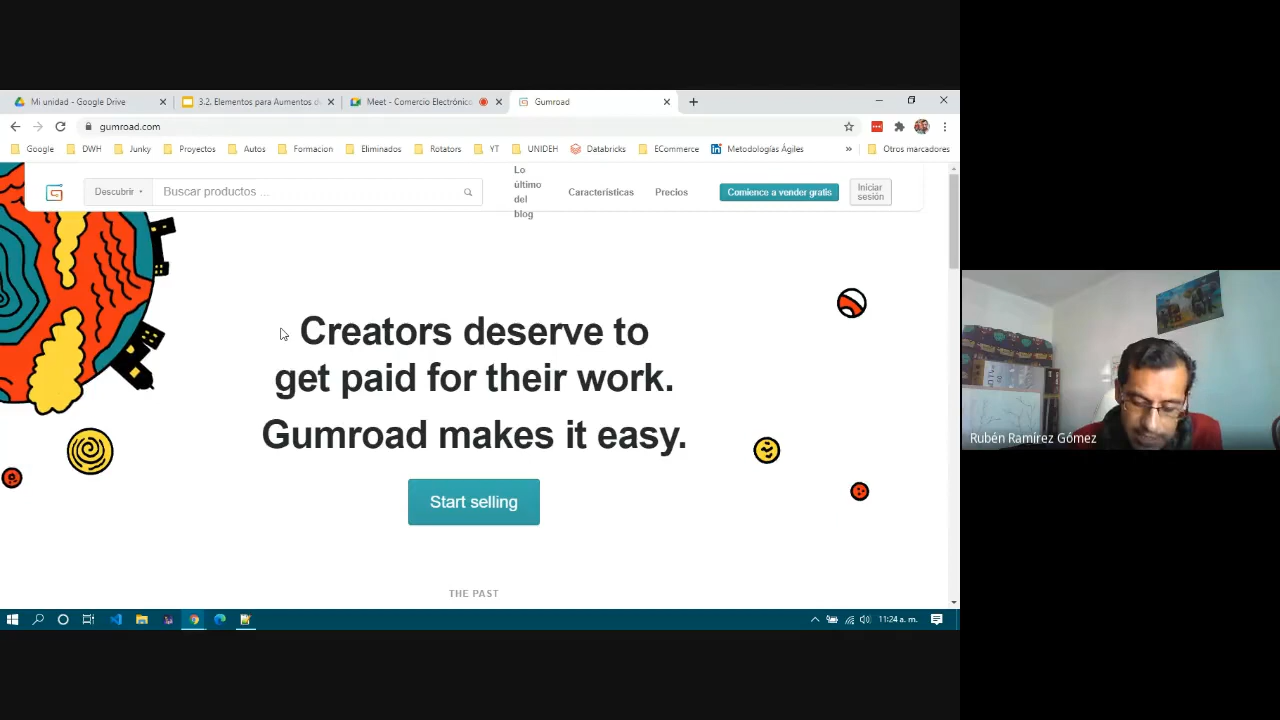 Mi unidad - Google Drive
3.2. Elementos para Aumentos d
Meet - Comercio Electrónico
Gumroad
gumroad.com
Google
DWH
Junky
Proyectos
Autos
Formacion
Eliminados
Rotators
YT
UNIDEH
Databricks
ECommerce
Metodologías Ágiles
»
Otros marcadores
Descubrir
Buscar productos ...
Lo
último
del
blog
Características
Precios
Comience a vender gratis
Iniciar
sesión
Creators deserve to
get paid for their work.
Gumroad makes it easy.
Start selling
THE PAST
11:24 a. m.
Rubén Ramírez Gómez